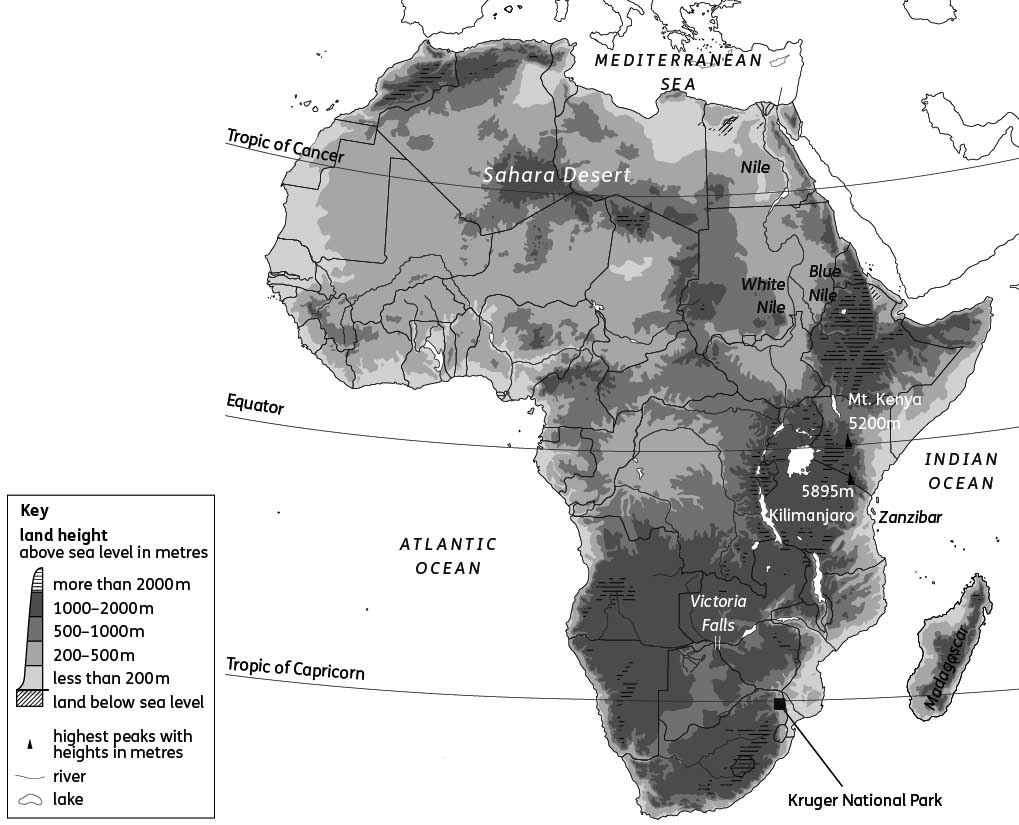 MEDITERRANEAN
SEA
Tropic of Cancer
Sahara Desert
Nile
White
Nile
Blue
Nile
Mt. Kenya
5200m
Equator
INDIAN
OCEAN
5895m
Kilimanjaro
Zanzibar
ATLANTIC
OCEAN
Victoria
Falls
Madagascar
Tropic of Capricorn
Kruger National Park
Key
land height
above sea level in metres
more than 2000m
1000–2000m
500–1000m
200–500m
less than 200m
land below sea level
highest peaks with
heights in metres
river
lake